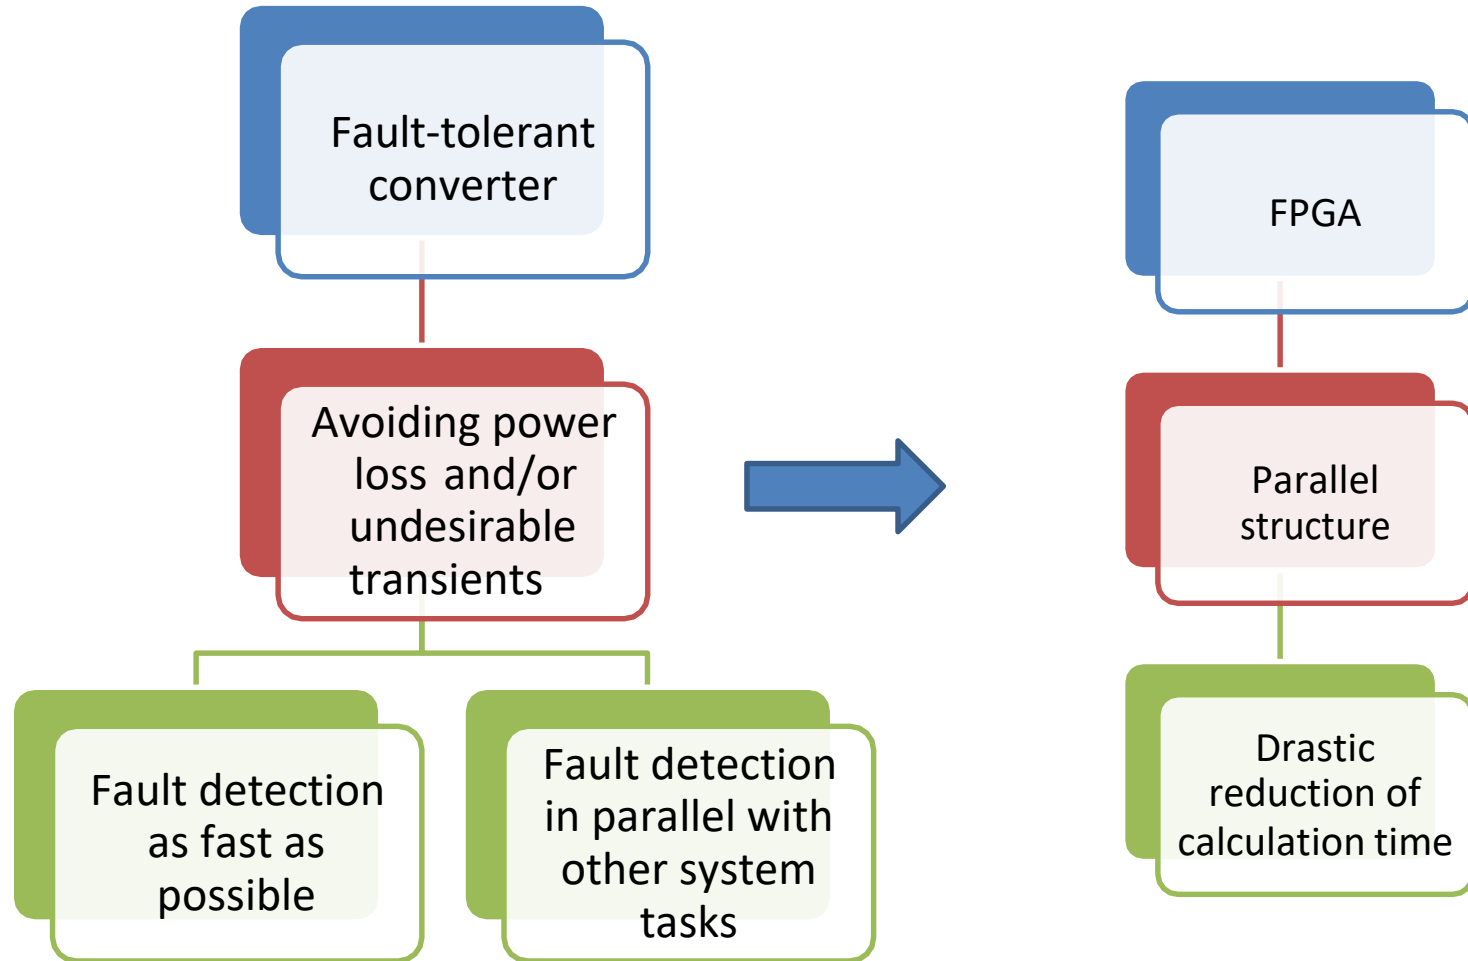 Fault-tolerant
converter
Avoiding power
loss and/or
undesirable
transients
Fault detection
as fast as
possible
Fault detection
in parallel with
other system
tasks
FPGA
Parallel
structure
Drastic
reduction of
calculation time